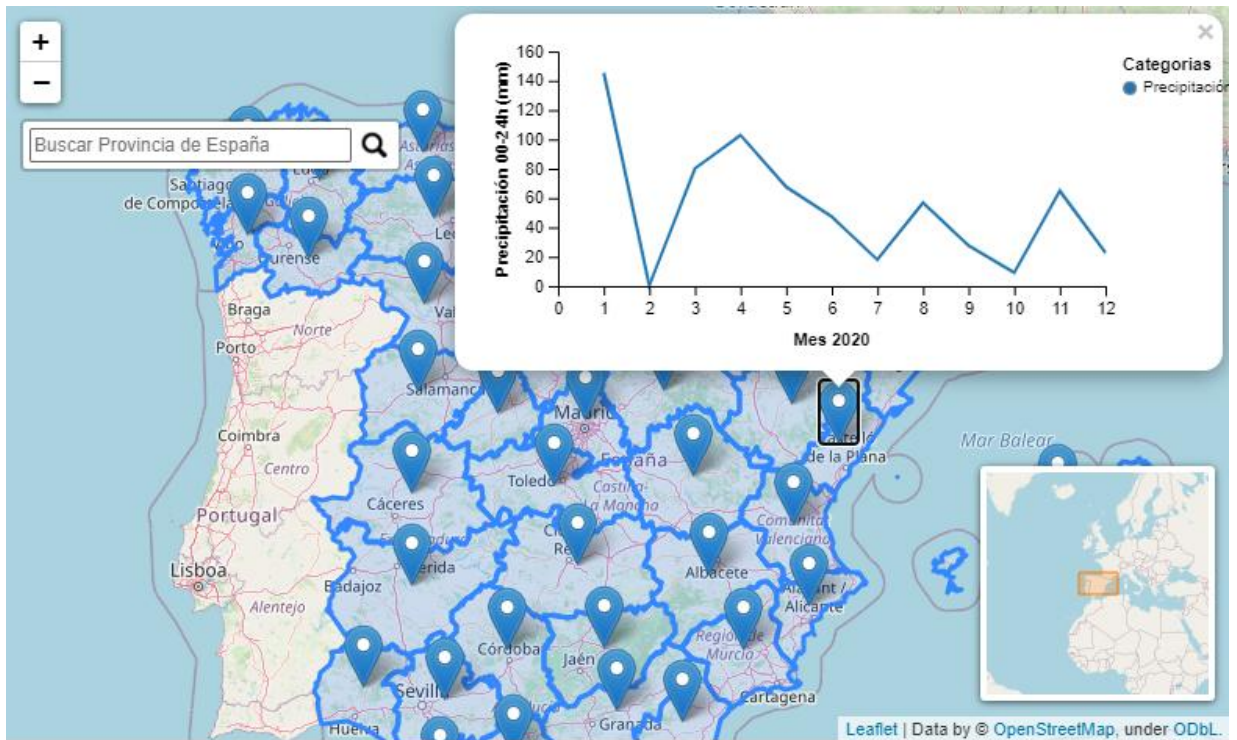 +
−
Buscar Provincia de España
×
Precipitación 00-24h (mm)
160
140
120
100
80
60
40
20
0
0 1 2 3 4 5 6 7 8 9 10 11 12
Mes 2020
Categorias
Precipitación
Santiago
de Compostela
Ourense
Braga
Norte
Porto
Salamanc
Madrid
Coimbra
Centro
Toledo
España
Castilla-
La Mancha
de la Plana
Mar Balear
Cáceres
Portugal
Comunitat
Valenciana
Lisboa
Badajoz
Albacete
Alacant /
Alicante
Alentejo
Córdoba
Jaén
Región de
Murcia
Sevilla
Cartagena
Huelva
Granada
Leaflet | Data by © OpenStreetMap, under ODbL.